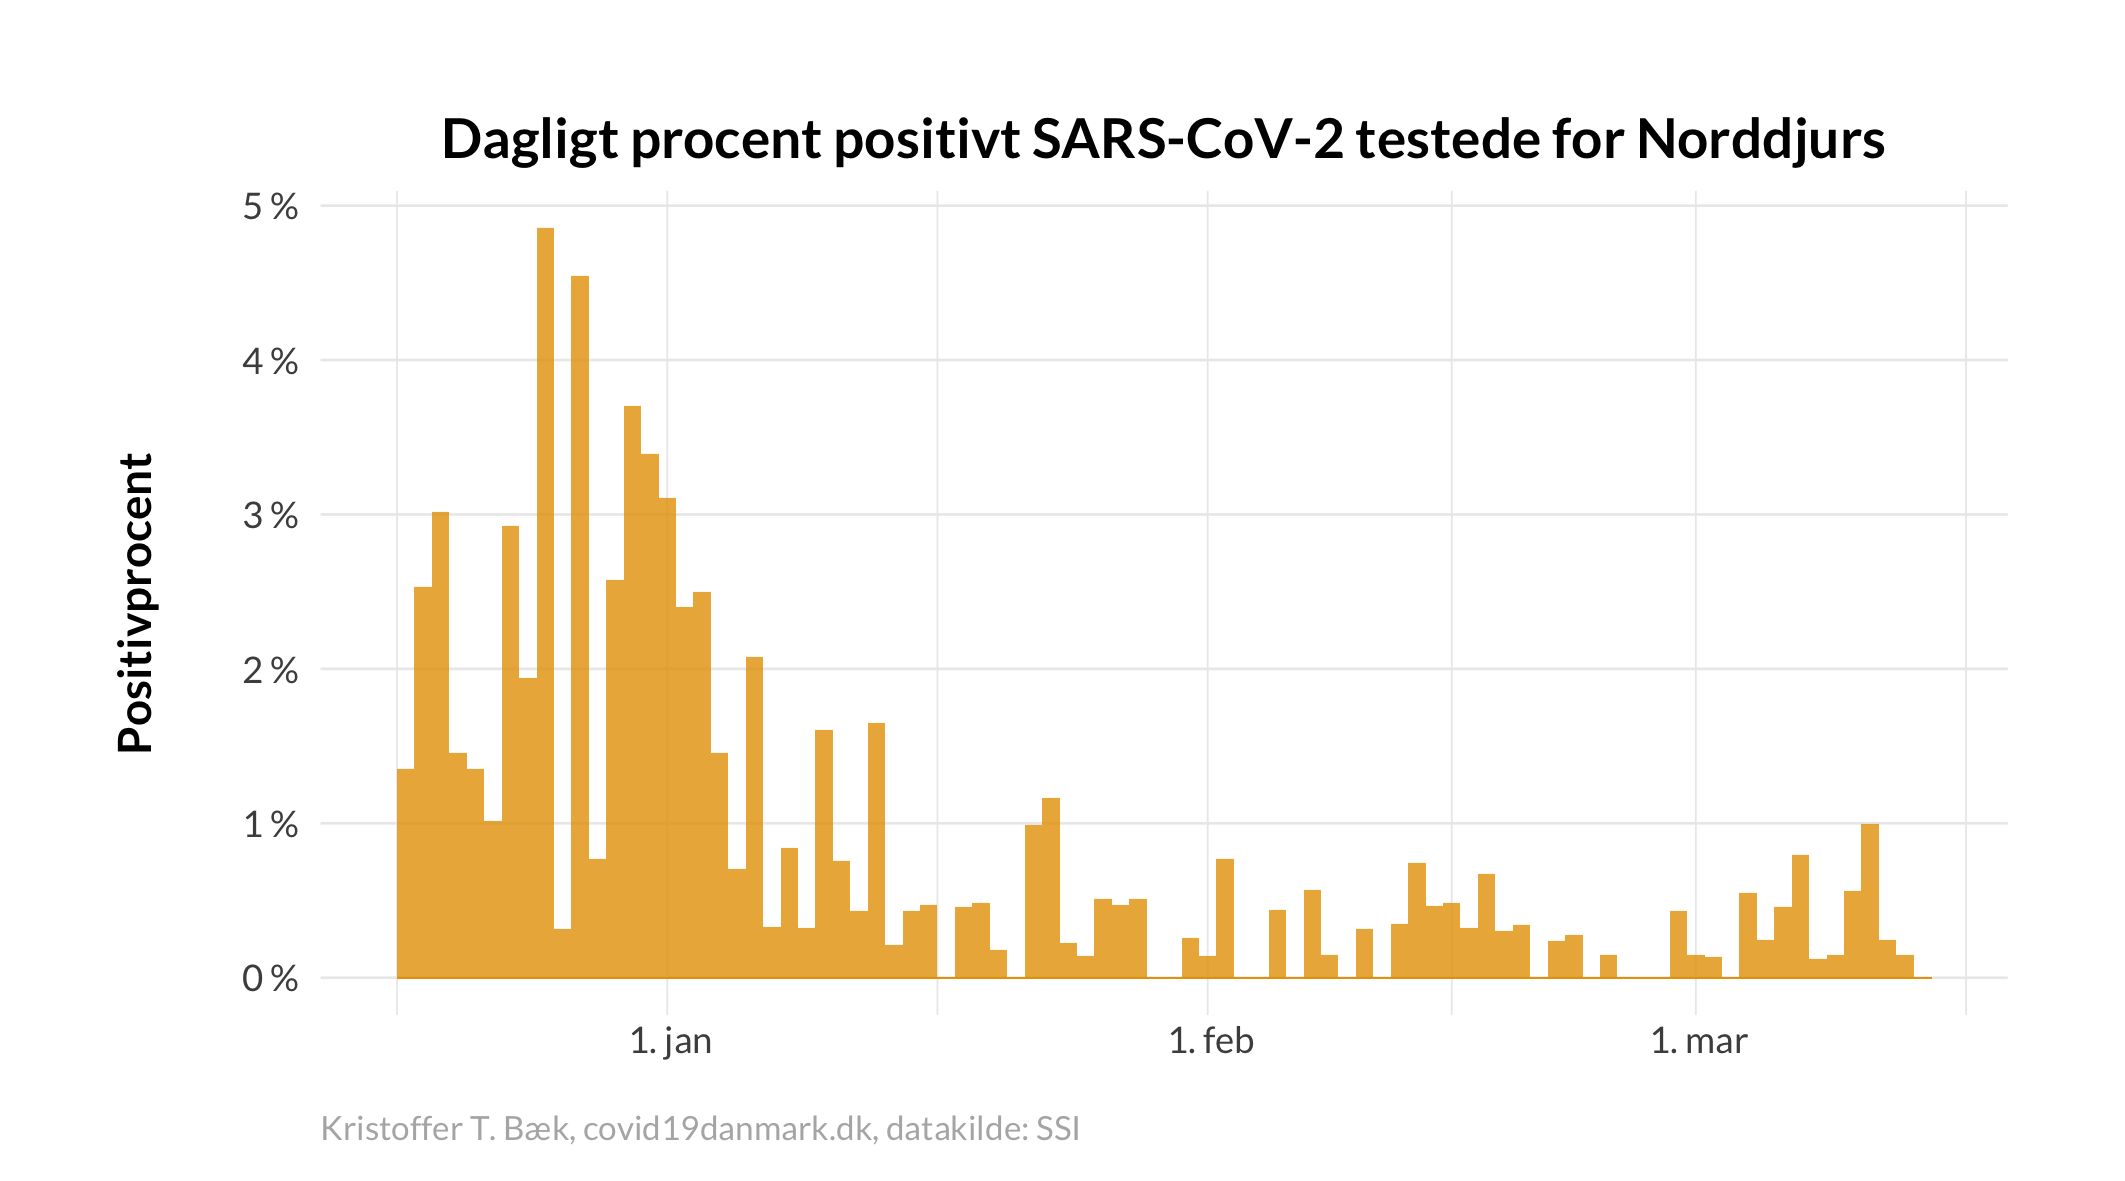 Dagligt procent positivt SARS-CoV-2 testede for Norddjurs
Positivprocent
5 %
4 %
3 %
2 %
1 %
0 %
1. jan
1. feb
1. mar
Kristoffer T. Bæk, covid19danmark.dk, datakilde: SSI